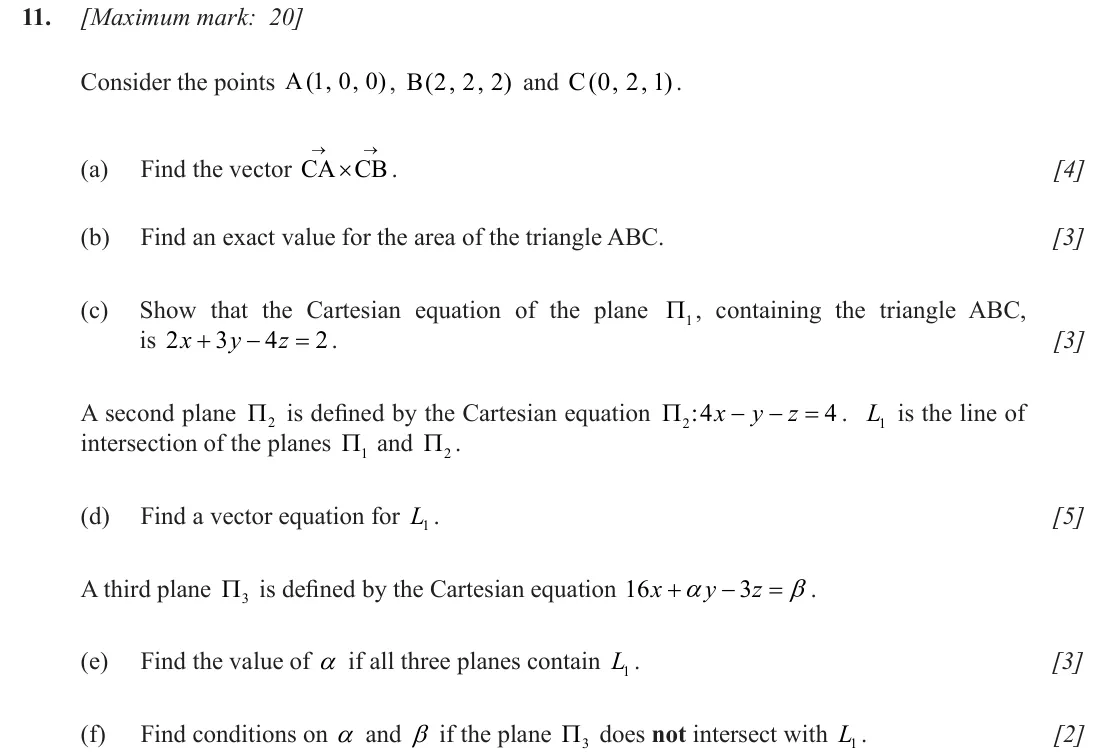 11. [Maximum mark: 20]
Consider the points A(1, 0, 0), B(2, 2, 2) and C(0, 2, 1).
(a) Find the vector $\overrightarrow{CA} \times \overrightarrow{CB}$. [4]
(b) Find an exact value for the area of the triangle ABC. [3]
(c) Show that the Cartesian equation of the plane Π₁, containing the triangle ABC,
is 2x + 3y − 4z = 2. [3]
A second plane Π₂ is defined by the Cartesian equation Π₂: 4x − y − z = 4. L₁ is the line of
intersection of the planes Π₁ and Π₂.
(d) Find a vector equation for L₁. [5]
A third plane Π₃ is defined by the Cartesian equation 16x + αy − 3z = β.
(e) Find the value of α if all three planes contain L₁. [3]
(f) Find conditions on α and β if the plane Π₃ does not intersect with L₁. [2]